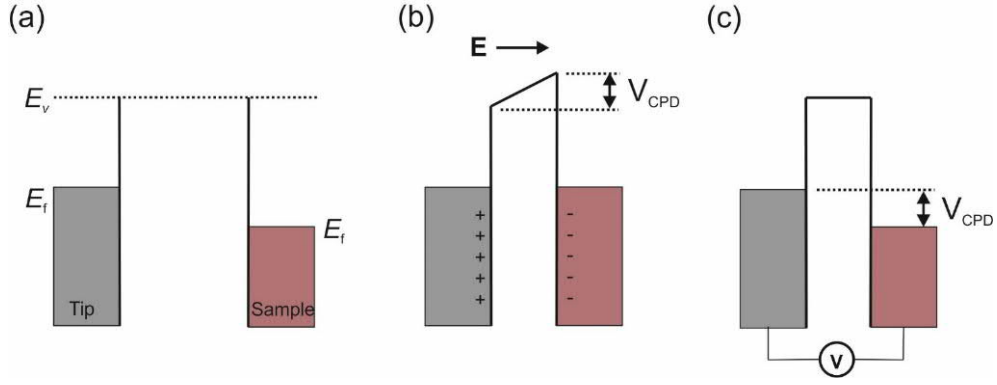 (a)
E_v
E_f
E_f
Tip
Sample
(b)
E
V_CPD
+ -
+ -
+ -
+ -
+ -
(c)
V_CPD
V